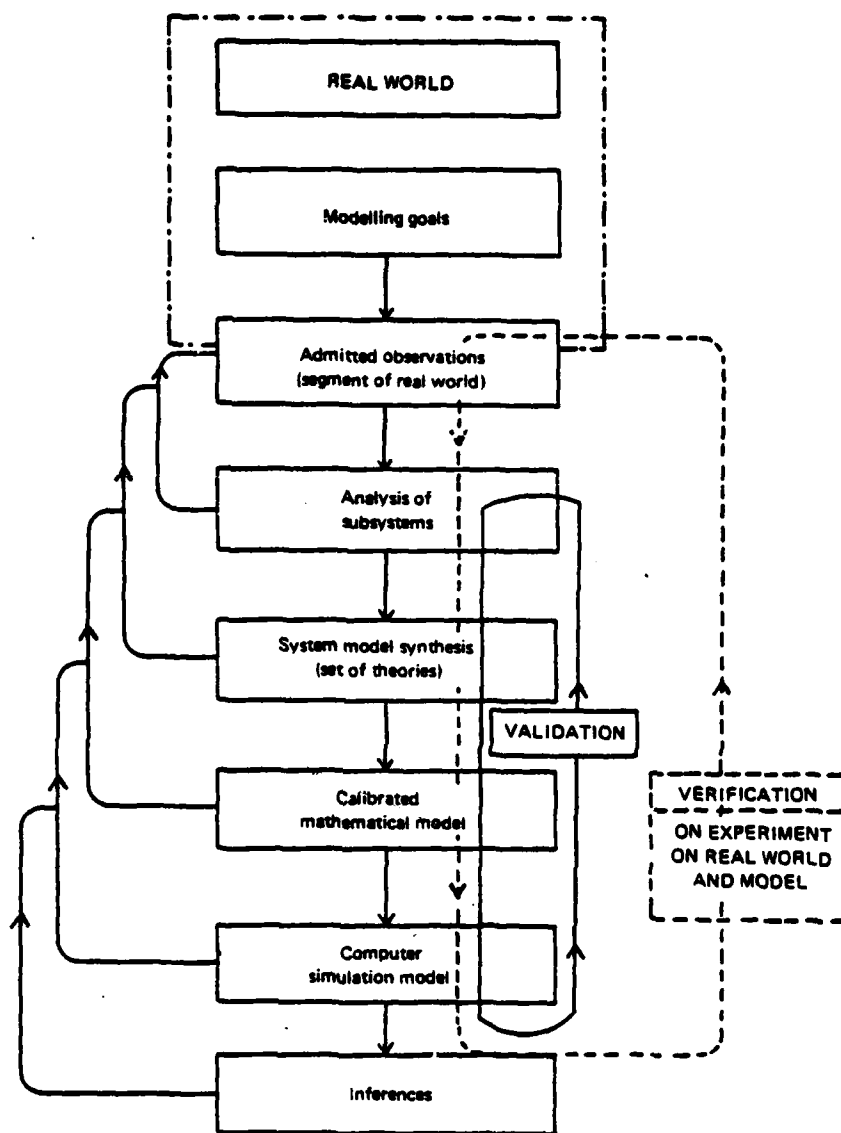 REAL WORLD
Modelling goals
Admitted observations
(segment of real world)
Analysis of
subsystems
System model synthesis
(set of theories)
VALIDATION
Calibrated
mathematical model
VERIFICATION
ON EXPERIMENT
ON REAL WORLD
AND MODEL
Computer
simulation model
Inferences